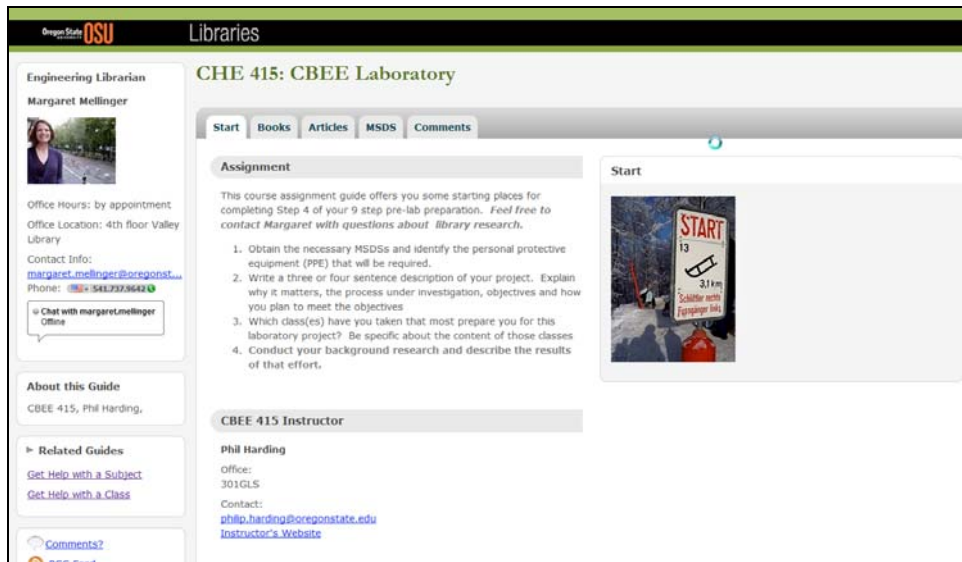 Oregon State
UNIVERSITY
OSU
Libraries
Engineering Librarian
Margaret Mellinger
Office Hours: by appointment
Office Location: 4th floor Valley
Library
Contact Info:
margaret.mellinger@oregonst...
Phone: 541.737.9642
Chat with margaret.mellinger
Offline
About this Guide
CBEE 415, Phil Harding,
Related Guides
Get Help with a Subject
Get Help with a Class
Comments?
CHE 415: CBEE Laboratory
Start Books Articles MSDS Comments
Assignment
This course assignment guide offers you some starting places for
completing Step 4 of your 9 step pre-lab preparation. Feel free to
contact Margaret with questions about library research.
1. Obtain the necessary MSDSs and identify the personal protective
equipment (PPE) that will be required.
2. Write a three or four sentence description of your project. Explain
why it matters, the process under investigation, objectives and how
you plan to meet the objectives
3. Which class(es) have you taken that most prepare you for this
laboratory project? Be specific about the content of those classes
4. Conduct your background research and describe the results
of that effort.
CBEE 415 Instructor
Phil Harding
Office:
301GLS
Contact:
philip.harding@oregonstate.edu
Instructor's Website
Start
START
13
3,1 km
Schlittler rechts
Fussgänger links